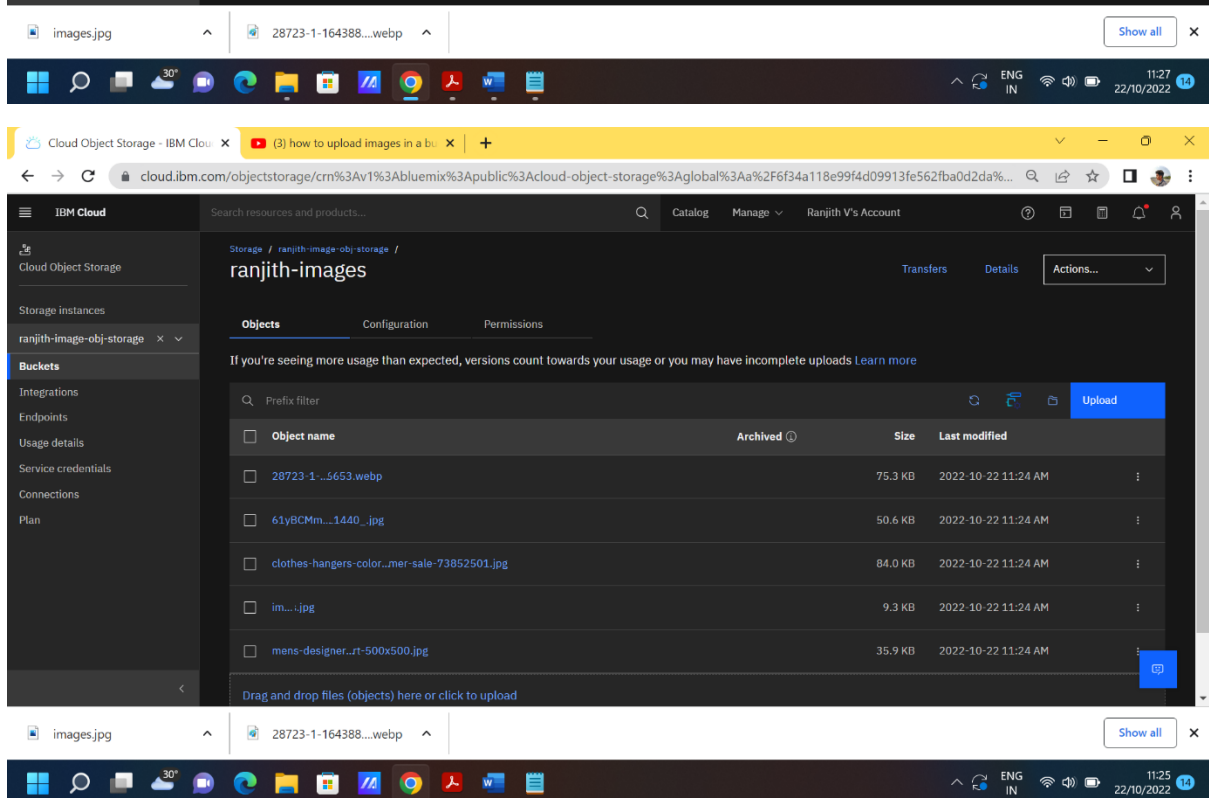 images.jpg 28723-1-164388....webp Show all
30° ENG IN 11:27 22/10/2022 14
Cloud Object Storage - IBM Clou (3) how to upload images in a bu
cloud.ibm.com/objectstorage/crn%3Av1%3Abluemix%3Apublic%3Acloud-object-storage%3Aglobal%3Aa%2F6f34a118e99f4d09913fe562fba0d2da%...
IBM Cloud Search resources and products... Catalog Manage Ranjith V's Account
Cloud Object Storage
Storage instances
ranjith-image-obj-storage
Buckets
Integrations
Endpoints
Usage details
Service credentials
Connections
Plan
Storage / ranjith-image-obj-storage /
ranjith-images Transfers Details Actions...
Objects Configuration Permissions
If you're seeing more usage than expected, versions count towards your usage or you may have incomplete uploads Learn more
Prefix filter Upload
Object name Archived Size Last modified
28723-1-...5653.webp 75.3 KB 2022-10-22 11:24 AM
61yBCMm...1440_.jpg 50.6 KB 2022-10-22 11:24 AM
clothes-hangers-color...mer-sale-73852501.jpg 84.0 KB 2022-10-22 11:24 AM
9.3 KB 2022-10-22 11:24 AM
mens-designer...rt-500x500.jpg 35.9 KB 2022-10-22 11:24 AM
Drag and drop files (objects) here or click to upload
images.jpg 28723-1-164388....webp Show all
30° ENG IN 11:25 22/10/2022 14